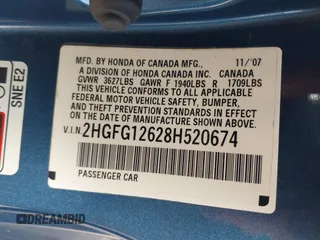 MFD. BY HONDA OF CANADA MFG., 11/'07
A DIVISION OF HONDA CANADA INC. CANADA
GVWR 3627LBS GAWR F 1940LBS R 1709LBS
THIS VEHICLE CONFORMS TO ALL APPLICABLE
FEDERAL MOTOR VEHICLE SAFETY, BUMPER,
AND THEFT PREVENTION STANDARDS IN EFFECT
ON THE DATE OF MANUFACTURE SHOWN ABOVE.
V.I.N. 2HGFG12628H520674
PASSENGER CAR
SNE E2
DREAMBID